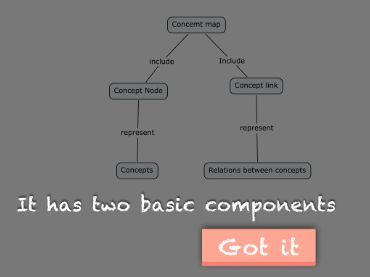 Concemt map
include
Include
Concept Node
Concept link
represent
represent
Concepts
Relations between concepts
It has two basic components
Got it